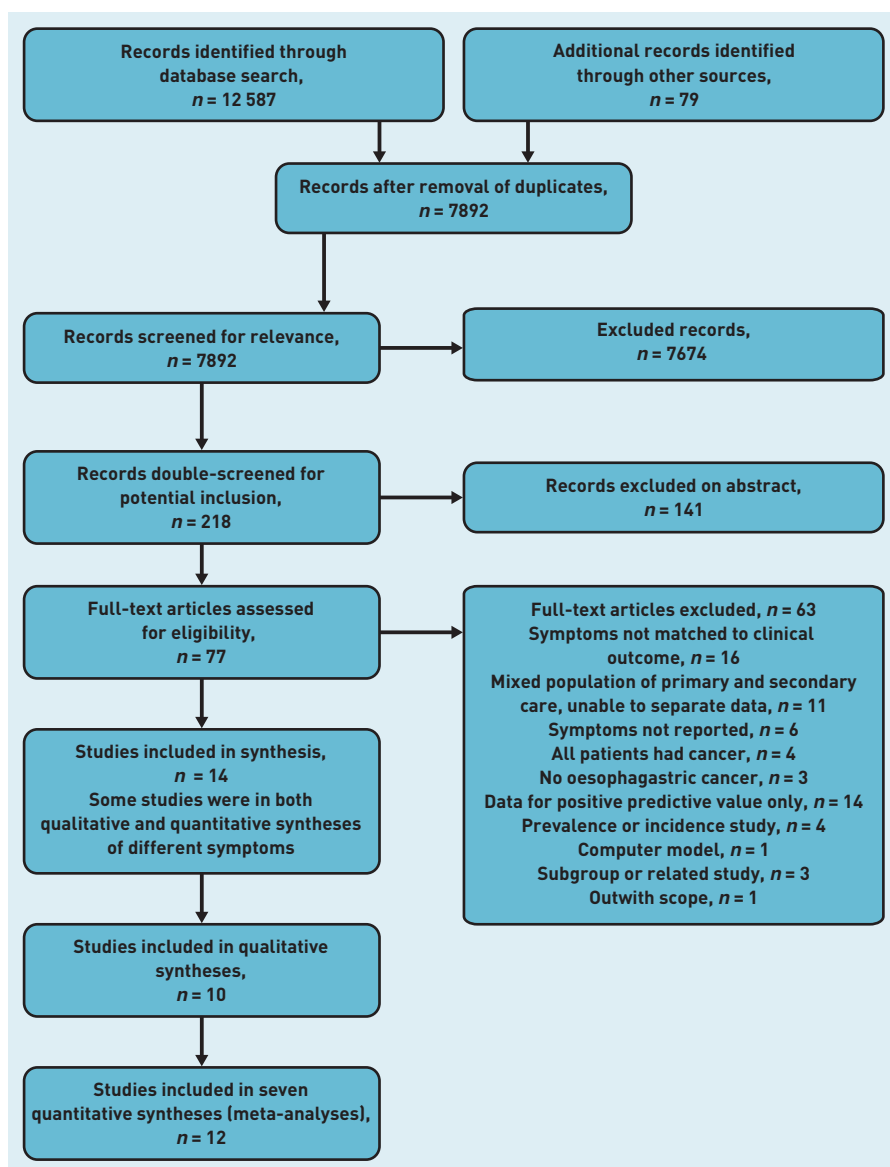 Records identified through
database search,
n = 12 587
Additional records identified
through other sources,
n = 79
Records after removal of duplicates,
n = 7892
Records screened for relevance,
n = 7892
Excluded records,
n = 7674
Records double-screened for
potential inclusion,
n = 218
Records excluded on abstract,
n = 141
Full-text articles assessed
for eligibility,
n = 77
Full-text articles excluded, n = 63
Symptoms not matched to clinical
outcome, n = 16
Mixed population of primary and secondary
care, unable to separate data, n = 11
Symptoms not reported, n = 6
All patients had cancer, n = 4
No oesophagastric cancer, n = 3
Data for positive predictive value only, n = 14
Prevalence or incidence study, n = 4
Computer model, n = 1
Subgroup or related study, n = 3
Outwith scope, n = 1
Studies included in synthesis,
n = 14
Some studies were in both
qualitative and quantitative syntheses
of different symptoms
Studies included in qualitative
syntheses,
n = 10
Studies included in seven
quantitative syntheses (meta-analyses),
n = 12